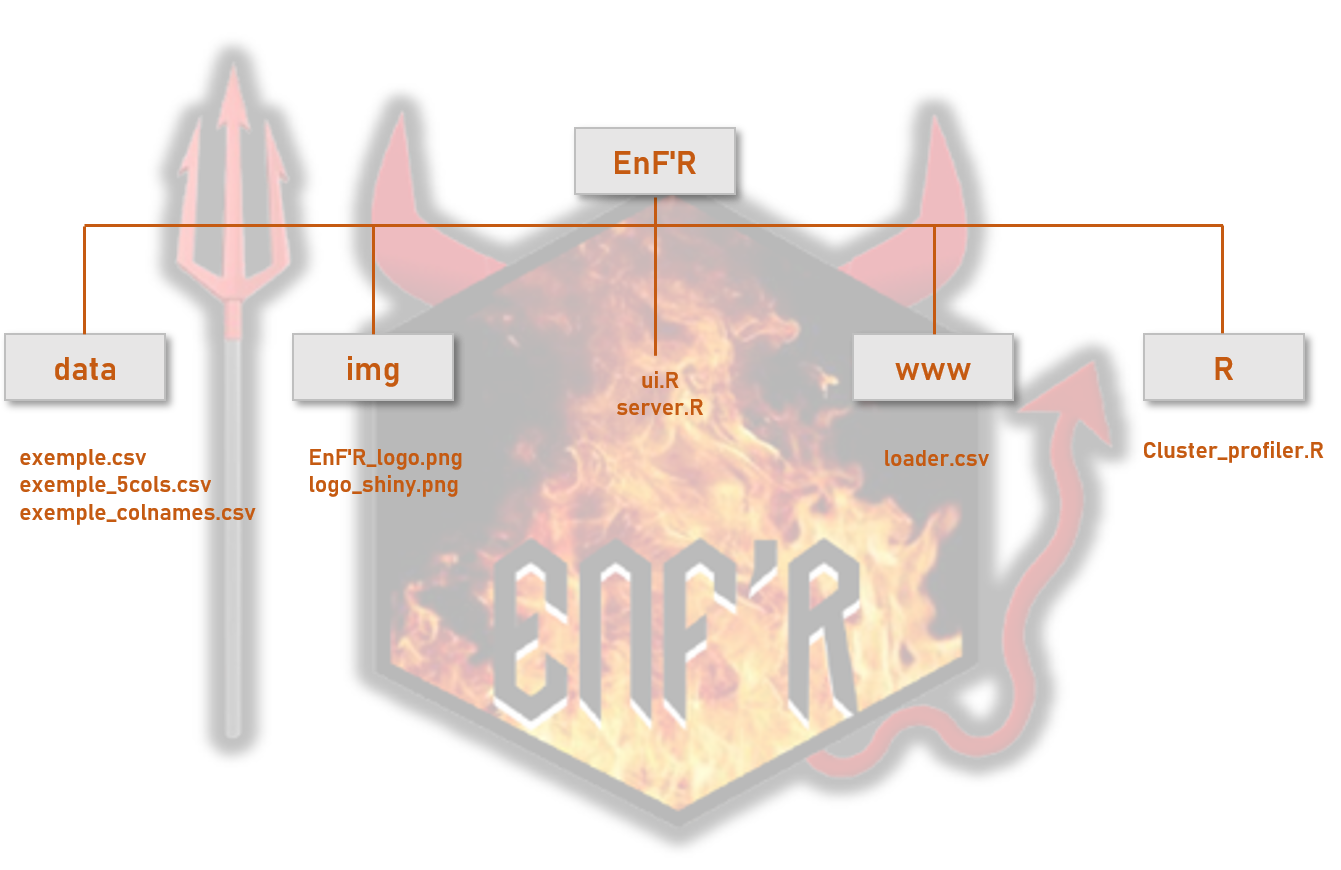 EnF'R
data
img
ui.R
server.R
www
R
exemple.csv
exemple_5cols.csv
exemple_colnames.csv
EnF'R_logo.png
logo_shiny.png
loader.csv
Cluster_profiler.R
ENF'R